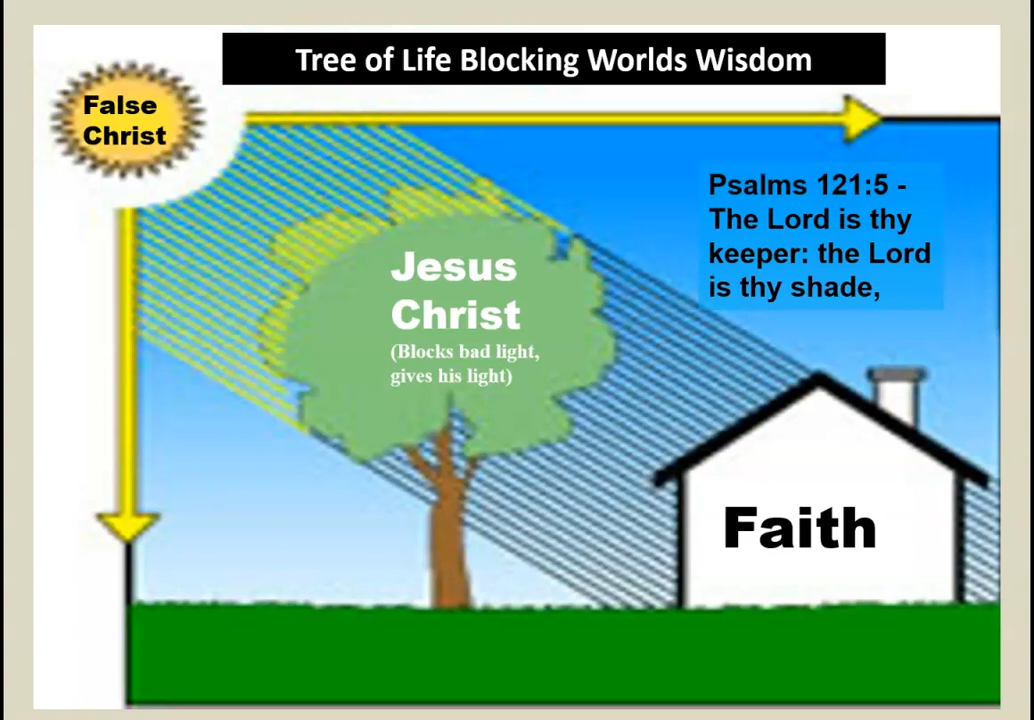 Tree of Life Blocking Worlds Wisdom
False
Christ
Psalms 121:5 -
The Lord is thy
keeper: the Lord
is thy shade,
Jesus
Christ
(Blocks bad light,
gives his light)
Faith